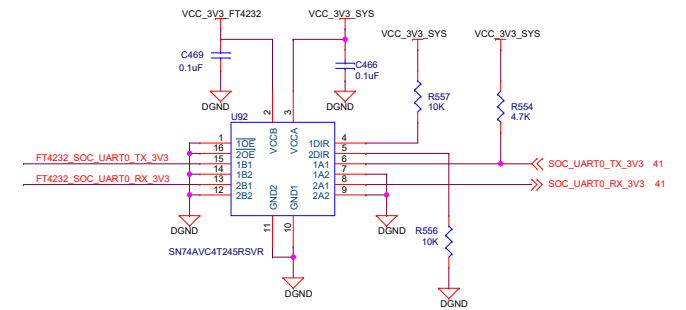 VCC_3V3_FT4232
VCC_3V3_SYS
VCC_3V3_SYS
VCC_3V3_SYS
C469
0.1uF
C466
0.1uF
DGND
DGND
R557
10K
R554
4.7K
U92
2
3
VCCB
VCCA
1
1OE
1DIR
4
16
2OE
2DIR
5
FT4232_SOC_UART0_TX_3V3
15
1B1
1A1
6
SOC_UART0_TX_3V3 41
14
1B2
1A2
7
FT4232_SOC_UART0_RX_3V3
13
2B1
2A1
8
SOC_UART0_RX_3V3 41
12
2B2
2A2
9
GND2
GND1
11
10
DGND
DGND
R556
10K
SN74AVC4T245RSVR
DGND
DGND